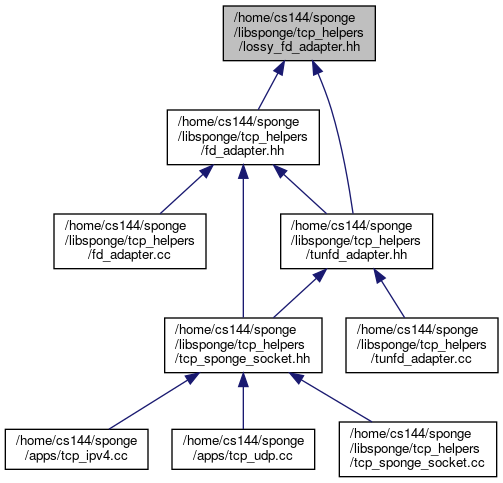 /home/cs144/sponge
/libsponge/tcp_helpers
/lossy_fd_adapter.hh
/home/cs144/sponge
/libsponge/tcp_helpers
/fd_adapter.hh
/home/cs144/sponge
/libsponge/tcp_helpers
/fd_adapter.cc
/home/cs144/sponge
/libsponge/tcp_helpers
/tunfd_adapter.hh
/home/cs144/sponge
/libsponge/tcp_helpers
/tcp_sponge_socket.hh
/home/cs144/sponge
/libsponge/tcp_helpers
/tunfd_adapter.cc
/home/cs144/sponge
/apps/tcp_ipv4.cc
/home/cs144/sponge
/apps/tcp_udp.cc
/home/cs144/sponge
/libsponge/tcp_helpers
/tcp_sponge_socket.cc